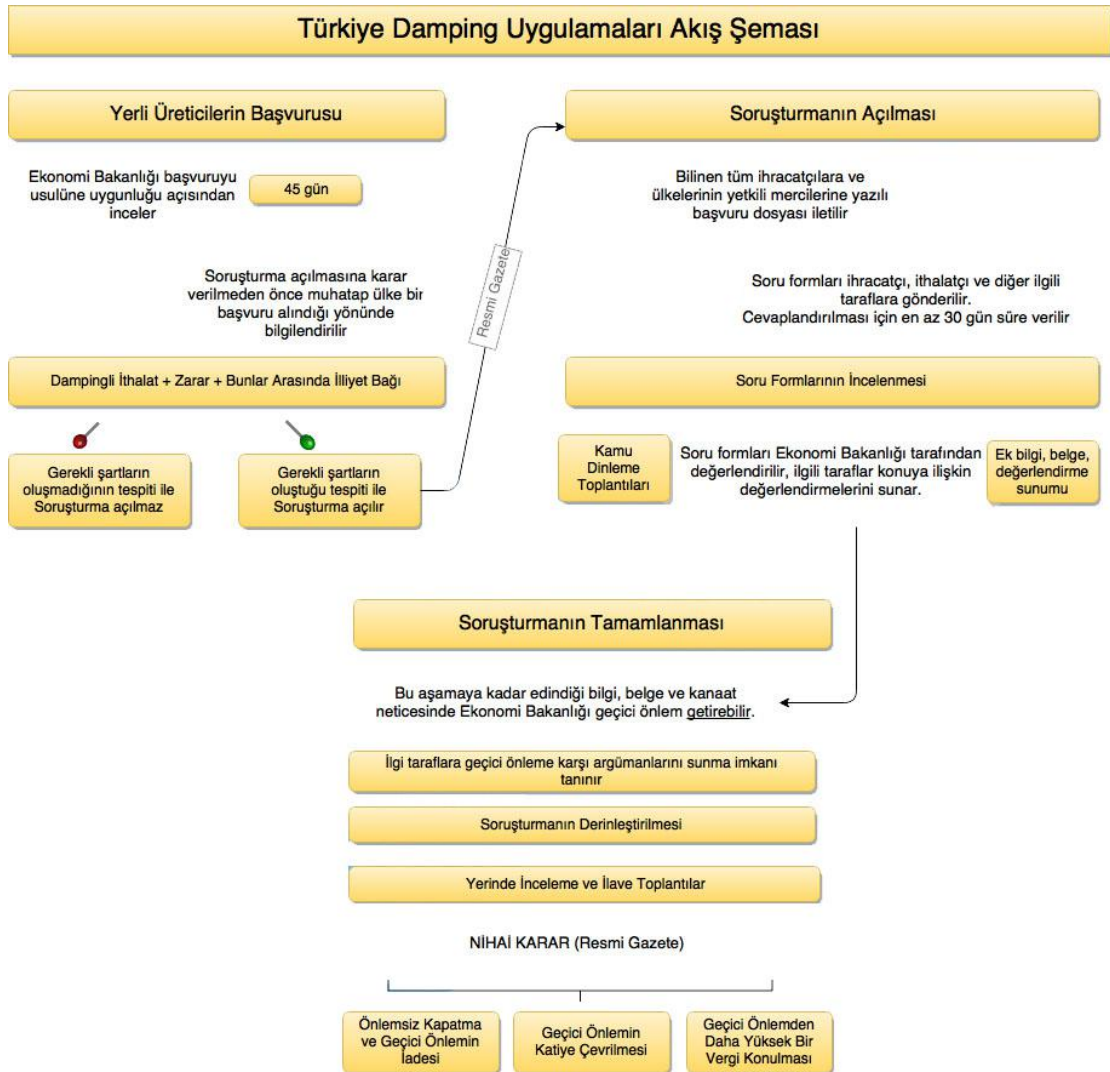 Türkiye Damping Uygulamaları Akış Şeması
Yerli Üreticilerin Başvurusu
Ekonomi Bakanlığı başvuruyu
usulüne uygunluğu açısından
inceler
45 gün
Soruşturma açılmasına karar
verilmeden önce muhatap ülke bir
başvuru alındığı yönünde
bilgilendirilir
Dampingli İthalat + Zarar + Bunlar Arasında İlliyet Bağı
Gerekli şartların
oluşmadığının tespiti ile
Soruşturma açılmaz
Gerekli şartların
oluştuğu tespiti ile
Soruşturma açılır
Resmi Gazete
Soruşturmanın Açılması
Bilinen tüm ihracatçılara ve
ülkelerinin yetkili mercilerine yazılı
başvuru dosyası iletilir
Soru formları ihracatçı, ithalatçı ve diğer ilgili
taraflara gönderilir.
Cevaplandırılması için en az 30 gün süre verilir
Soru Formlarının İncelenmesi
Kamu
Dinleme
Toplantıları
Soru formları Ekonomi Bakanlığı tarafından
değerlendirilir, ilgili taraflar konuya ilişkin
değerlendirmelerini sunar.
Ek bilgi, belge,
değerlendirme
sunumu
Soruşturmanın Tamamlanması
Bu aşamaya kadar edindiği bilgi, belge ve kanaat
neticesinde Ekonomi Bakanlığı geçici önlem getirebilir.
İlgi taraflara geçici önleme karşı argümanlarını sunma imkanı
tanınır
Soruşturmanın Derinleştirilmesi
Yerinde İnceleme ve İlave Toplantılar
NİHAİ KARAR (Resmi Gazete)
Önlemsiz Kapatma
ve Geçici Önlemin
İadesi
Geçici Önlemin
Katiye Çevrilmesi
Geçici Önlemden
Daha Yüksek Bir
Vergi Konulması